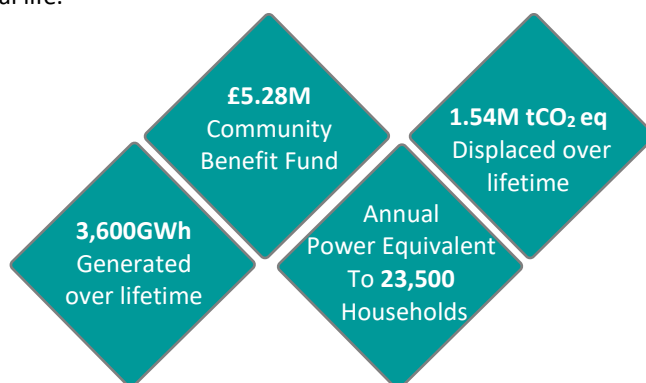 ul life.
£5.28M
Community
Benefit Fund
1.54M tCO₂ eq
Displaced over
lifetime
3,600GWh
Generated
over lifetime
Annual
Power Equivalent
To 23,500
Households